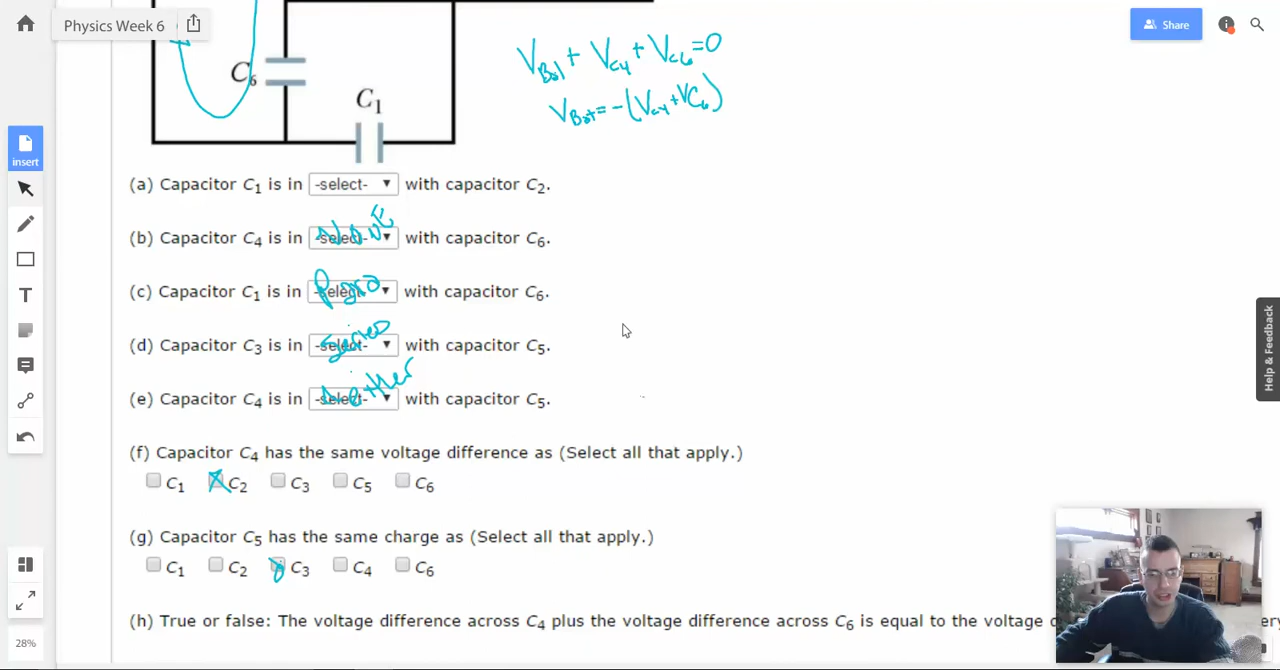 Physics Week 6
Share
C6
C1
VBat + VC4 + VC6 = 0
VBat = -(VC4 + VC6)
insert
(a) Capacitor C1 is in -select- with capacitor C2.
(b) Capacitor C4 is in -select- NONE with capacitor C6.
(c) Capacitor C1 is in -select- with capacitor C6.
(d) Capacitor C3 is in -select- series with capacitor C5.
(e) Capacitor C4 is in -select- Neither with capacitor C5.
(f) Capacitor C4 has the same voltage difference as (Select all that apply.)
C1 C2 C3 C5 C6
(g) Capacitor C5 has the same charge as (Select all that apply.)
C1 C2 C3 C4 C6
(h) True or false: The voltage difference across C4 plus the voltage difference across C6 is equal to the voltage
28%
Help & Feedback